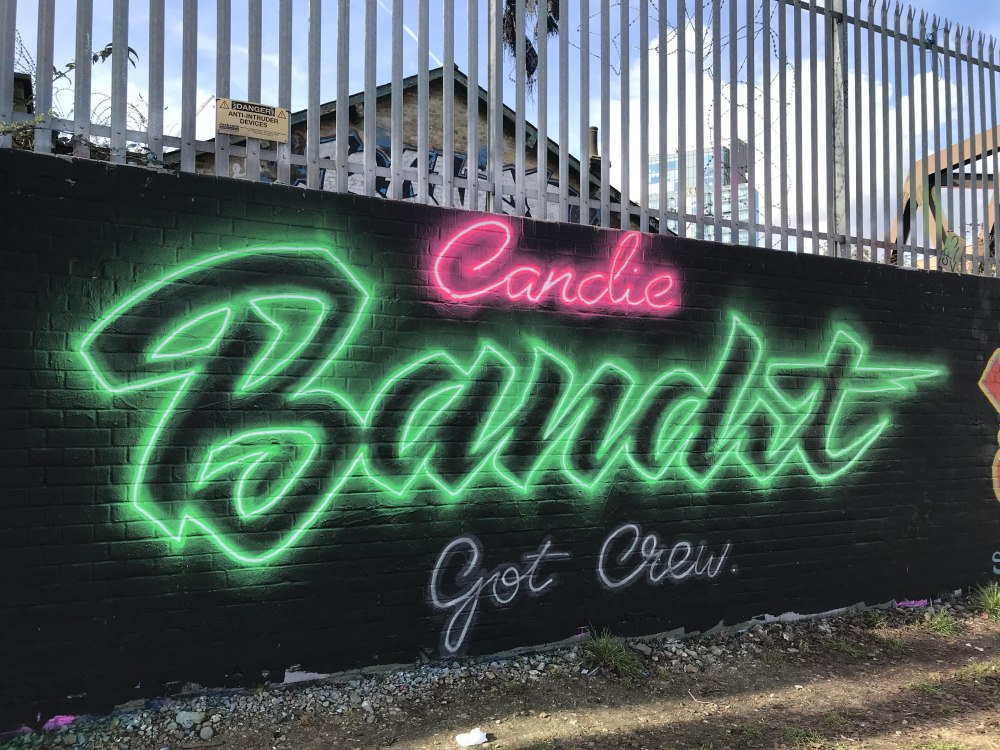 DANGER
ANTI-INTRUDER
DEVICES
Candie
Bandit
Got Crew.